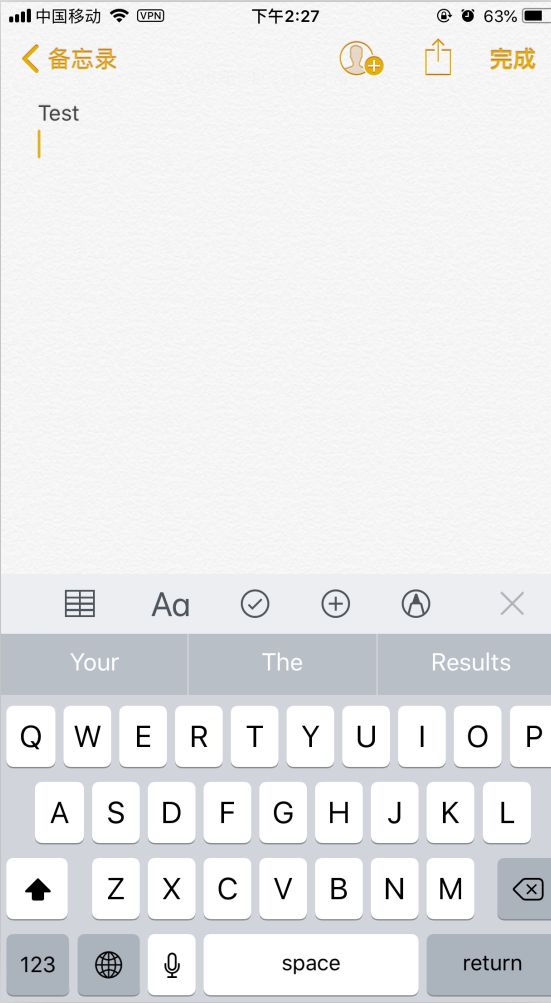 中国移动 VPN 下午2:27 63%
备忘录 完成
Test
Aa
Your The Results
Q W E R T Y U I O P
A S D F G H J K L
Z X C V B N M
123 space return